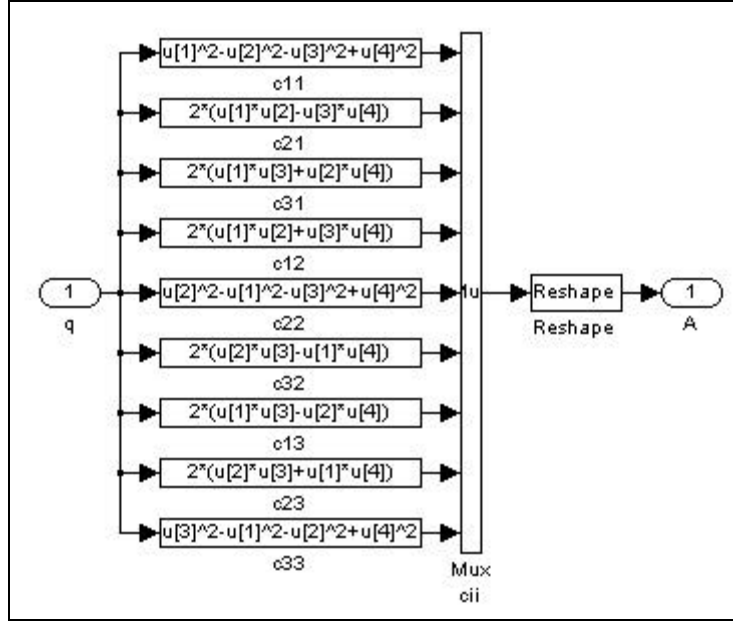 u[1]^2-u[2]^2-u[3]^2+u[4]^2
c11
2*(u[1]*u[2]-u[3]*u[4])
c21
2*(u[1]*u[3]+u[2]*u[4])
c31
2*(u[1]*u[2]+u[3]*u[4])
c12
1
q
u[2]^2-u[1]^2-u[3]^2+u[4]^2
c22
2*(u[2]*u[3]-u[1]*u[4])
c32
2*(u[1]*u[3]-u[2]*u[4])
c13
2*(u[2]*u[3]+u[1]*u[4])
c23
u[3]^2-u[1]^2-u[2]^2+u[4]^2
c33
Mux
cii
Reshape
Reshape
1
A